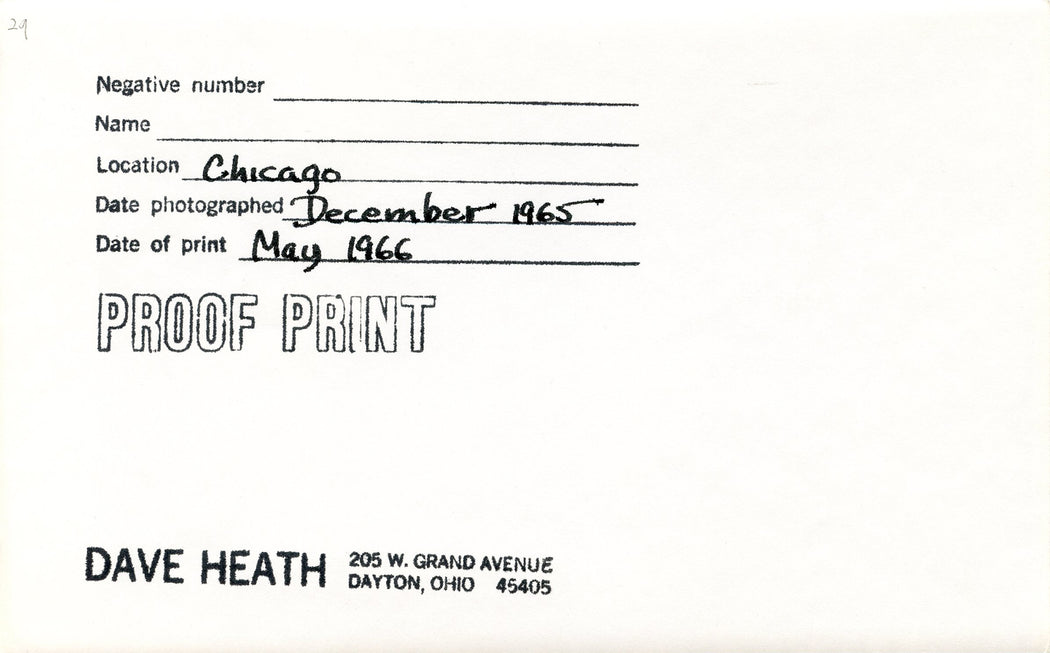 29
Negative number
Name
Location Chicago
Date photographed December 1965
Date of print May 1966
PROOF PRINT
DAVE HEATH 205 W. GRAND AVENUE
DAYTON, OHIO 45405